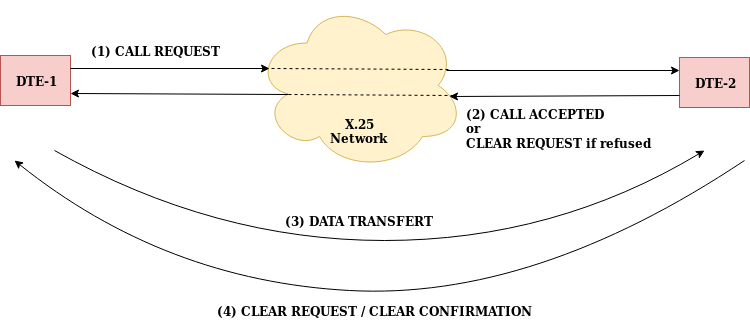 (1) CALL REQUEST
DTE-1
DTE-2
X.25
Network
(2) CALL ACCEPTED
or
CLEAR REQUEST if refused
(3) DATA TRANSFERT
(4) CLEAR REQUEST / CLEAR CONFIRMATION